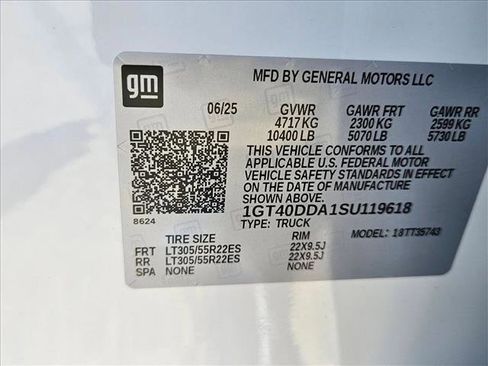 gm
MFD BY GENERAL MOTORS LLC
06/25 GVWR GAWR FRT GAWR RR
4717 KG 2300 KG 2599 KG
10400 LB 5070 LB 5730 LB
THIS VEHICLE CONFORMS TO ALL
APPLICABLE U.S. FEDERAL MOTOR
VEHICLE SAFETY STANDARDS IN
EFFECT ON THE DATE OF MANUFACTURE
SHOWN ABOVE.
1GT40DDA1SU119618
8624
TYPE: TRUCK MODEL: 18TT35743
TIRE SIZE RIM
FRT LT305/55R22ES 22X9.5J
RR LT305/55R22ES 22X9.5J
SPA NONE NONE